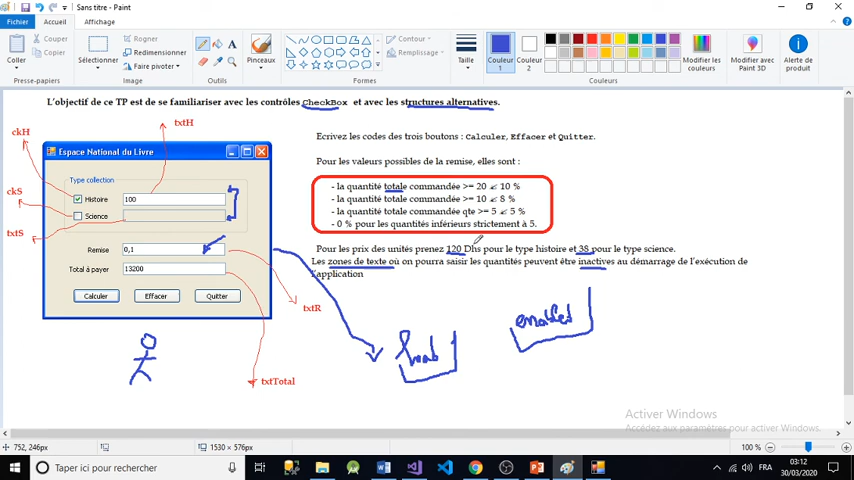 Sans titre - Paint
Fichier
Accueil
Affichage
Coller
Couper
Copier
Presse-papiers
Sélectionner
Rogner
Redimensionner
Faire pivoter
Image
A
Outils
Pinceaux
Contour
Remplissage
Formes
Taille
Couleur
1
Couleur
2
Modifier les
couleurs
Couleurs
Modifier avec
Paint 3D
Alerte de
produit
L'objectif de ce TP est de se familiariser avec les contrôles CheckBox et avec les structures alternatives.
ckH
txtH
ckS
txtS
Espace National du Livre
Type collection
Histoire
100
Science
Remise
0,1
Total à payer
13200
Calculer
Effacer
Quitter
txtR
txtTotal
Ecrivez les codes des trois boutons : Calculer, Effacer et Quitter.
Pour les valeurs possibles de la remise, elles sont :
- la quantité totale commandée >= 20 10 %
- la quantité totale commandée >= 10 8 %
- la quantité totale commandée qte >= 5 5 %
- 0 % pour les quantités inférieurs strictement à 5.
Pour les prix des unités prenez 120 Dhs pour le type histoire et 38 pour le type science.
Les zones de texte où on pourra saisir les quantités peuvent être inactives au démarrage de l'exécution de
l'application
enabled
Activer Windows
Accédez aux paramètres pour activer Windows.
752, 246px
1530 × 576px
100 %
Taper ici pour rechercher
FRA
03:12
30/03/2020